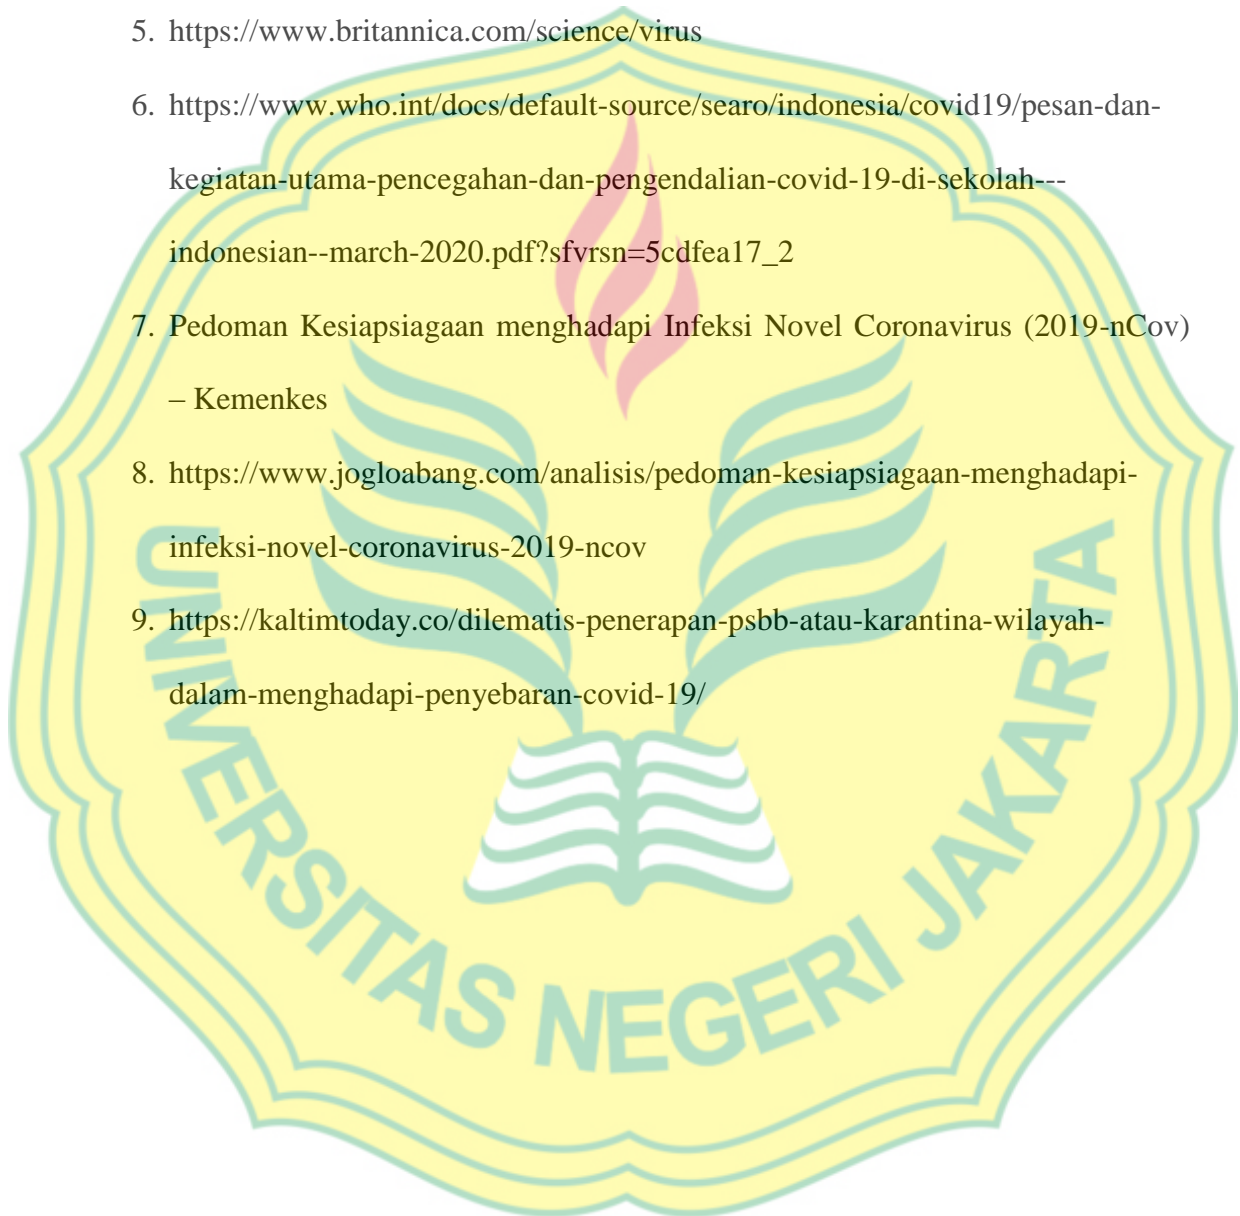 5. https://www.britannica.com/science/virus
6. https://www.who.int/docs/default-source/searo/indonesia/covid19/pesan-dan-
kegiatan-utama-pencegahan-dan-pengendalian-covid-19-di-sekolah---
indonesian--march-2020.pdf?sfvrsn=5cdfea17_2
7. Pedoman Kesiapsiagaan menghadapi Infeksi Novel Coronavirus (2019-nCov)
– Kemenkes
8. https://www.jogloabang.com/analisis/pedoman-kesiapsiagaan-menghadapi-
infeksi-novel-coronavirus-2019-ncov
9. https://kaltimtoday.co/dilematis-penerapan-psbb-atau-karantina-wilayah-
dalam-menghadapi-penyebaran-covid-19/
UNIVERSITAS NEGERI JAKARTA